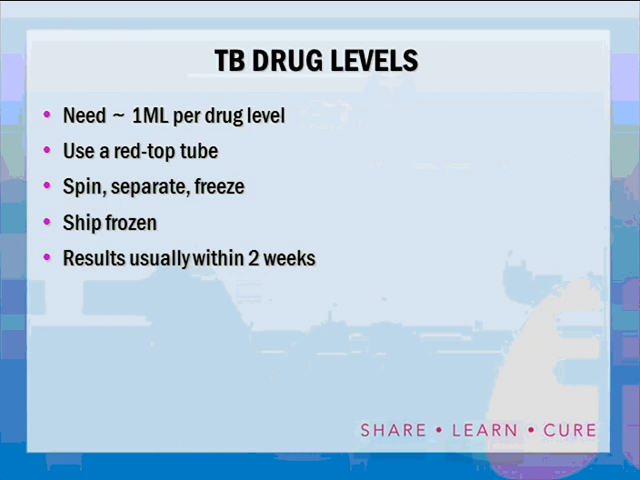 TB DRUG LEVELS
• Need ~ 1ML per drug level
• Use a red-top tube
• Spin, separate, freeze
• Ship frozen
• Results usually within 2 weeks
SHARE • LEARN • CURE